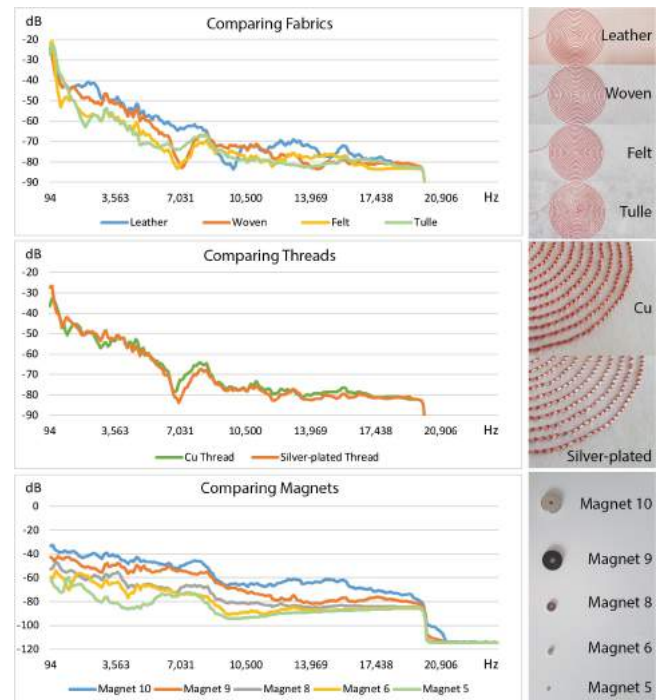 dB Comparing Fabrics
-20
-30
-40
-50
-60
-70
-80
-90
94 3,563 7,031 10,500 13,969 17,438 20,906 Hz
Leather Woven Felt Tulle
Leather
Woven
Felt
Tulle
dB Comparing Threads
-20
-30
-40
-50
-60
-70
-80
-90
94 3,563 7,031 10,500 13,969 17,438 20,906 Hz
Cu Thread Silver-plated Thread
Cu
Silver-plated
dB Comparing Magnets
0
-20
-40
-60
-80
-100
-120
94 3,563 7,031 10,500 13,969 17,438 20,906 Hz
Magnet 10 Magnet 9 Magnet 8 Magnet 6 Magnet 5
Magnet 10
Magnet 9
Magnet 8
Magnet 6
Magnet 5